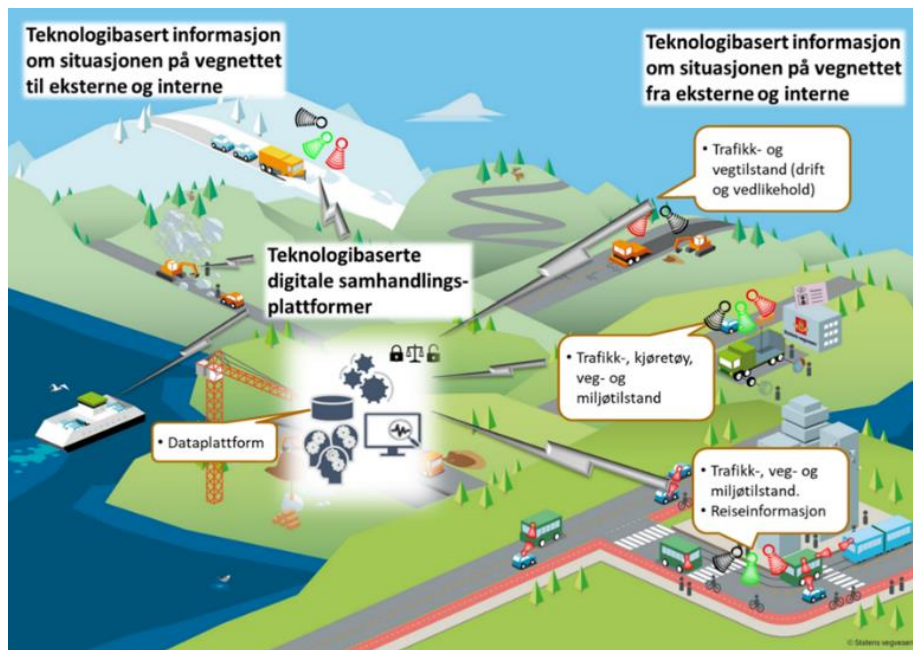 Teknologibasert informasjon
om situasjonen på vegnettet
til eksterne og interne
Teknologibasert informasjon
om situasjonen på vegnettet
fra eksterne og interne
• Trafikk- og
vegtilstand (drift
og vedlikehold)
Teknologibaserte
digitale samhandlings-
plattformer
• Trafikk-, kjøretøy,
veg- og
miljøtilstand
• Dataplattform
• Trafikk-, veg- og
miljøtilstand.
• Reiseinformasjon
© Statens vegvesen